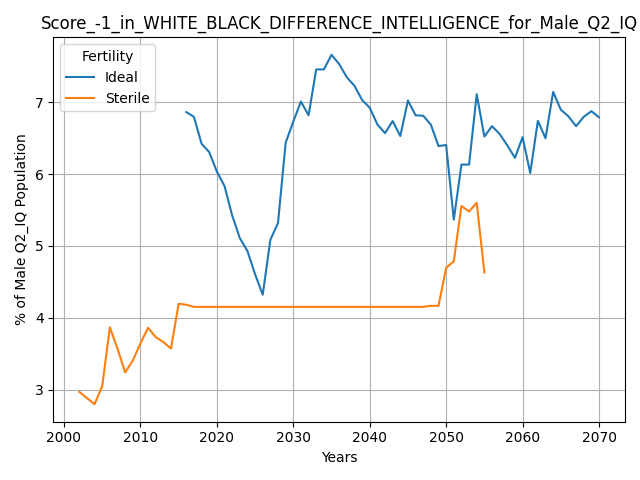 Score_-1_in_WHITE_BLACK_DIFFERENCE_INTELLIGENCE_for_Male_Q2_IQ
Fertility
Ideal
Sterile
% of Male Q2_IQ Population
7
6
5
4
3
2000 2010 2020 2030 2040 2050 2060 2070
Years